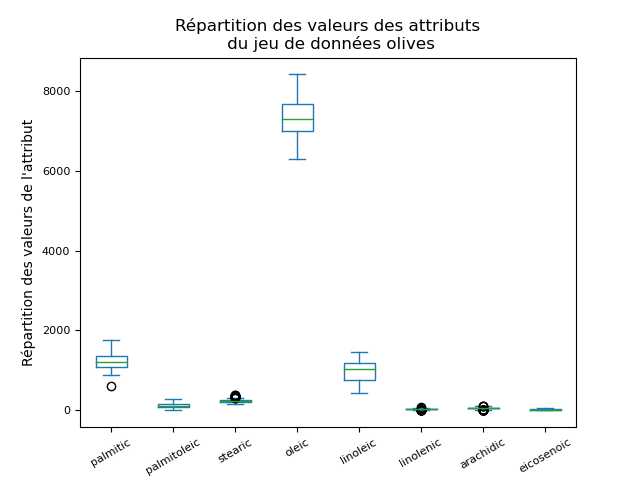 Répartition des valeurs des attributs
du jeu de données olives
Répartition des valeurs de l'attribut
8000
6000
4000
2000
0
palmitic
palmitoleic
stearic
oleic
linoleic
linolenic
arachidic
eicosenoic